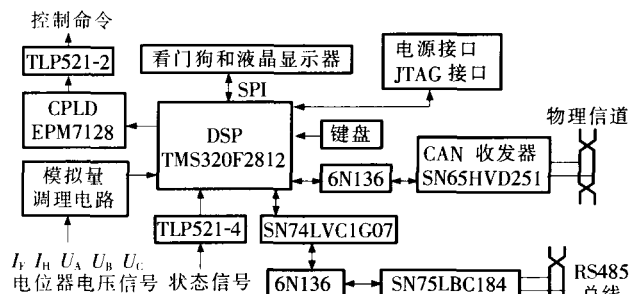 控制命令
TLP521-2
看门狗和液晶显示器
电源接口
JTAG 接口
SPI
CPLD
EPM7128
DSP
TMS320F2812
键盘
物理信道
CAN 收发器
SN65HVD251
6N136
模拟量
调理电路
TLP521-4
SN74LVC1G07
I_F I_H U_A U_B U_C
电位器电压信号
状态信号
6N136
SN75LBC184
RS485
总线